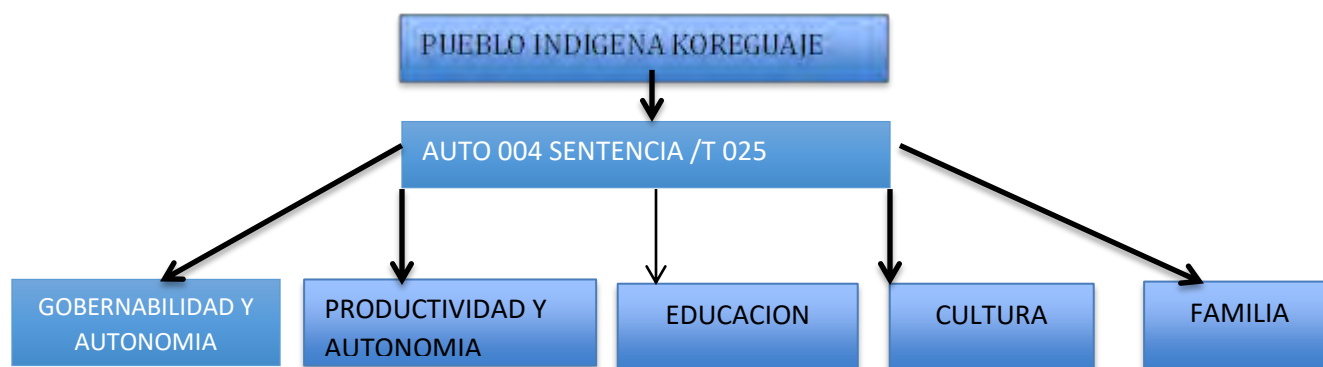 PUEBLO INDIGENA KOREGUAJE
AUTO 004 SENTENCIA /T 025
GOBERNABILIDAD Y
AUTONOMIA
PRODUCTIVIDAD Y
AUTONOMIA
EDUCACION
CULTURA
FAMILIA